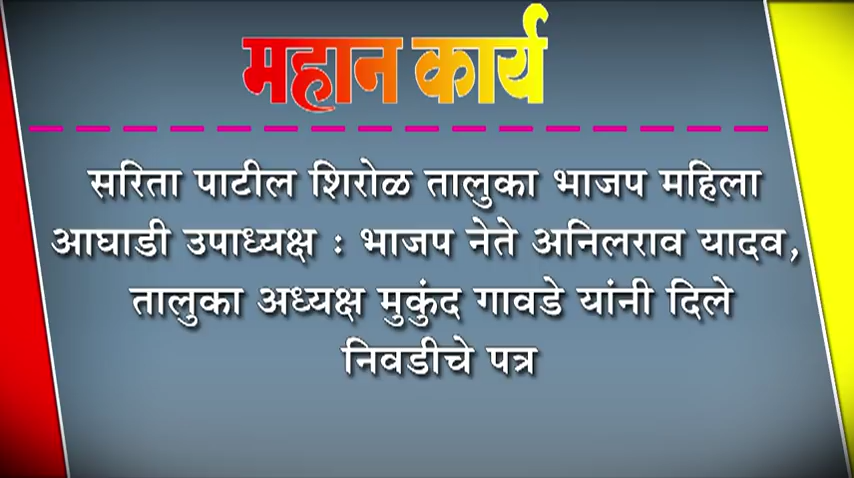 महान कार्य
सरिता पाटील शिरोळ तालुका भाजप महिला
आघाडी उपाध्यक्ष : भाजप नेते अनिलराव यादव,
तालुका अध्यक्ष मुकुंद गावडे यांनी दिले
निवडीचे पत्र